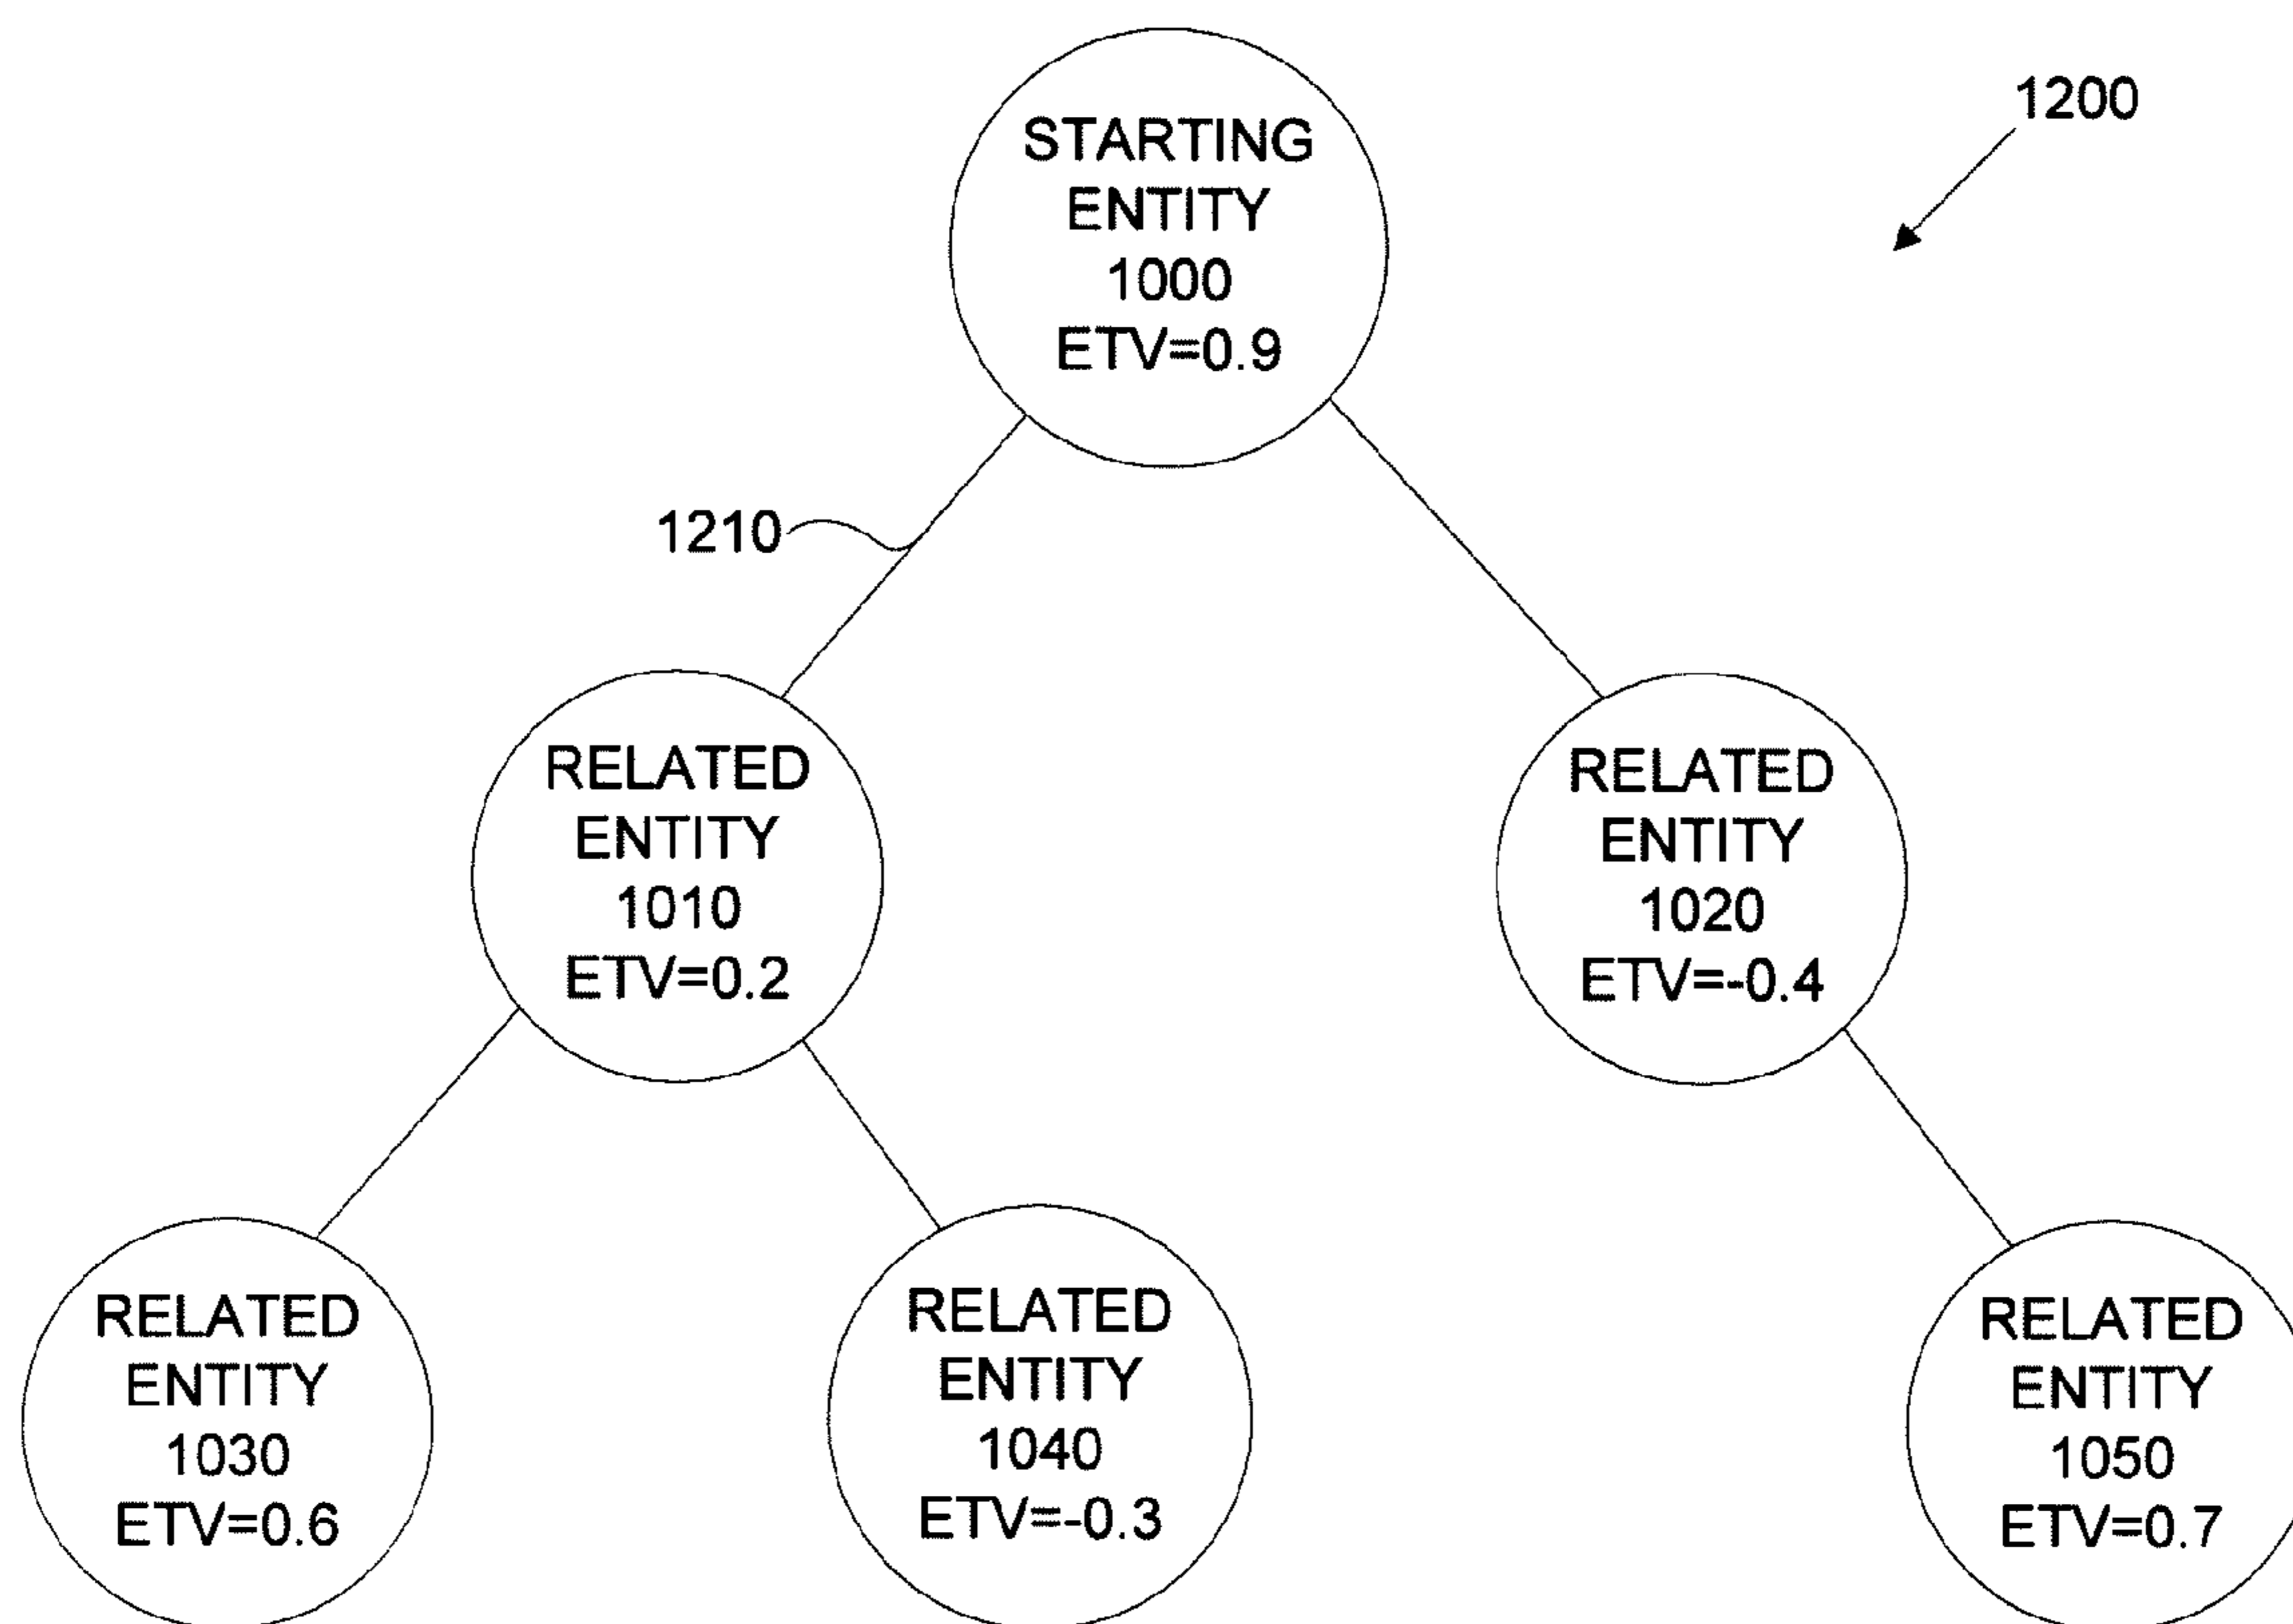 1200
STARTING
ENTITY
1000
ETV=0.9
1210
RELATED
ENTITY
1010
ETV=0.2
RELATED
ENTITY
1020
ETV=-0.4
RELATED
ENTITY
1030
ETV=0.6
RELATED
ENTITY
1040
ETV=-0.3
RELATED
ENTITY
1050
ETV=0.7